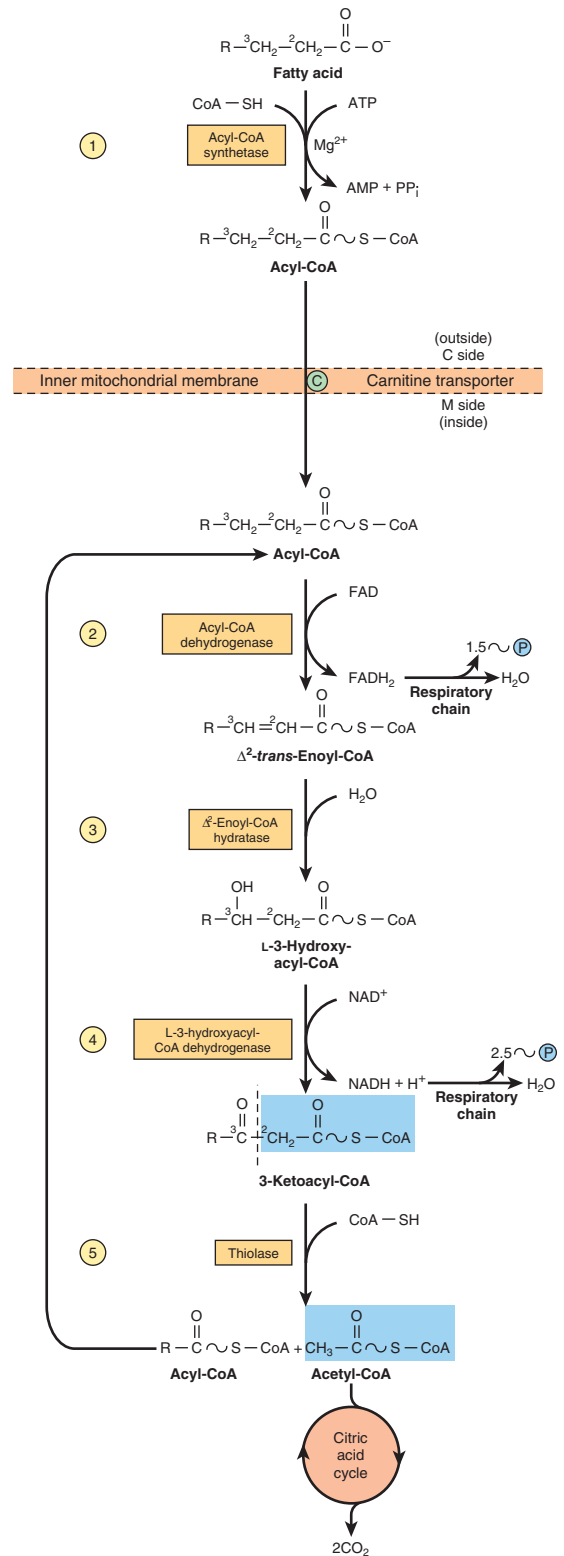 O
R—³CH₂—²CH₂—C—O⁻
Fatty acid
CoA—SH
ATP
1
Acyl-CoA
synthetase
Mg²⁺
AMP + PPi
O
R—³CH₂—²CH₂—C~S—CoA
Acyl-CoA
(outside)
C side
Inner mitochondrial membrane
C
Carnitine transporter
M side
(inside)
O
R—³CH₂—²CH₂—C~S—CoA
Acyl-CoA
FAD
2
Acyl-CoA
dehydrogenase
1.5~P
FADH₂
H₂O
Respiratory
chain
O
R—³CH=²CH—C~S—CoA
Δ²-trans-Enoyl-CoA
H₂O
3
Δ²-Enoyl-CoA
hydratase
OH
O
R—³CH—²CH₂—C~S—CoA
L-3-Hydroxy-
acyl-CoA
NAD⁺
4
L-3-hydroxyacyl-
CoA dehydrogenase
2.5~P
NADH + H⁺
H₂O
Respiratory
chain
O
O
R—³C—²CH₂—C~S—CoA
3-Ketoacyl-CoA
CoA—SH
5
Thiolase
O
O
R—C~S—CoA + CH₃—C~S—CoA
Acyl-CoA
Acetyl-CoA
Citric
acid
cycle
2CO₂